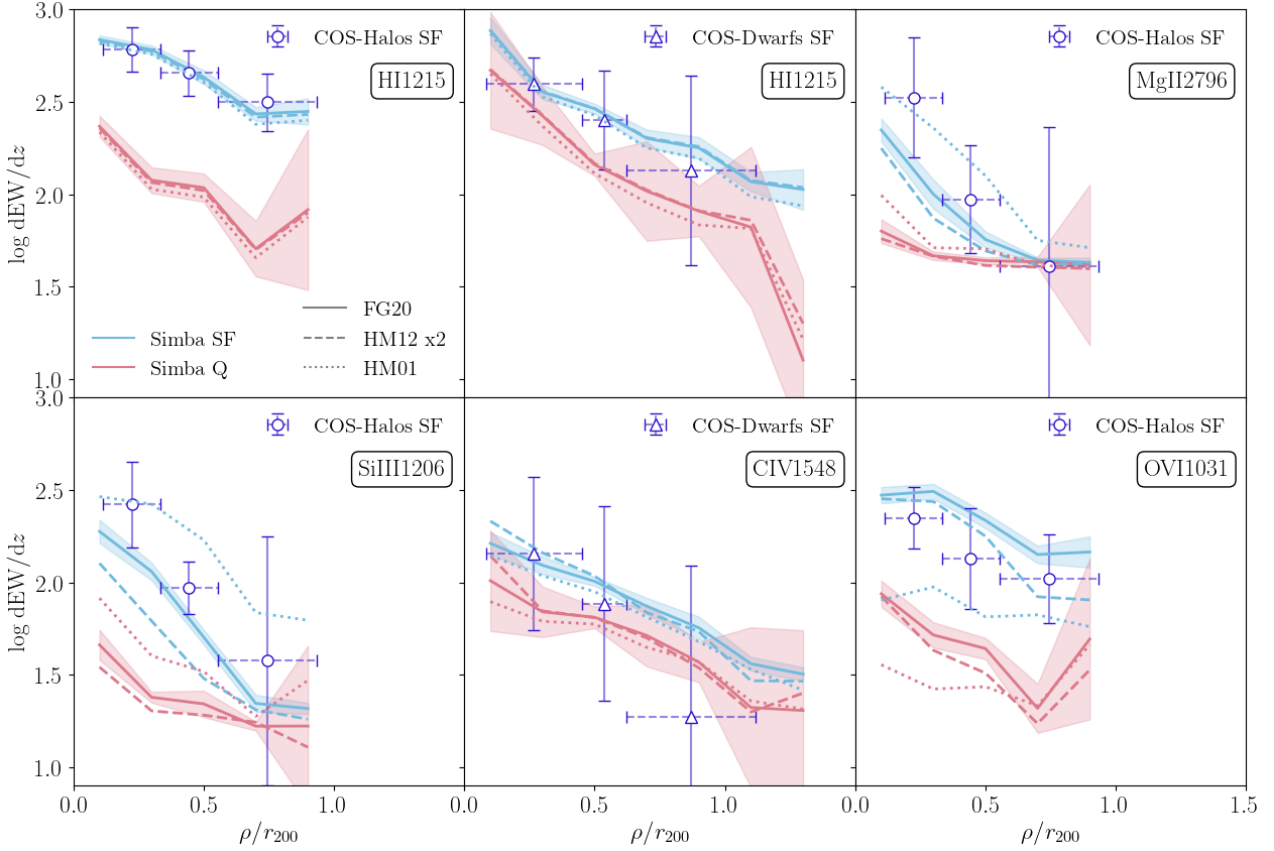 3.0
2.5
2.0
1.5
1.0
log dEW/dz
COS-Halos SF
HI1215
Simba SF
Simba Q
FG20
HM12 x2
HM01
COS-Dwarfs SF
HI1215
COS-Halos SF
MgII2796
3.0
2.5
2.0
1.5
1.0
log dEW/dz
COS-Halos SF
SiIII1206
COS-Dwarfs SF
CIV1548
COS-Halos SF
OVI1031
0.0 0.5 1.0 0.0 0.5 1.0 0.0 0.5 1.0 1.5
ρ/r₂₀₀ ρ/r₂₀₀ ρ/r₂₀₀